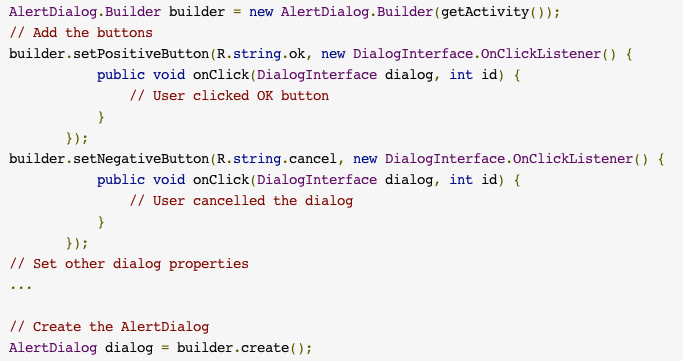 AlertDialog.Builder builder = new AlertDialog.Builder(getActivity());
// Add the buttons
builder.setPositiveButton(R.string.ok, new DialogInterface.OnClickListener() {
           public void onClick(DialogInterface dialog, int id) {
               // User clicked OK button
           }
       });
builder.setNegativeButton(R.string.cancel, new DialogInterface.OnClickListener() {
           public void onClick(DialogInterface dialog, int id) {
               // User cancelled the dialog
           }
       });
// Set other dialog properties
...
// Create the AlertDialog
AlertDialog dialog = builder.create();